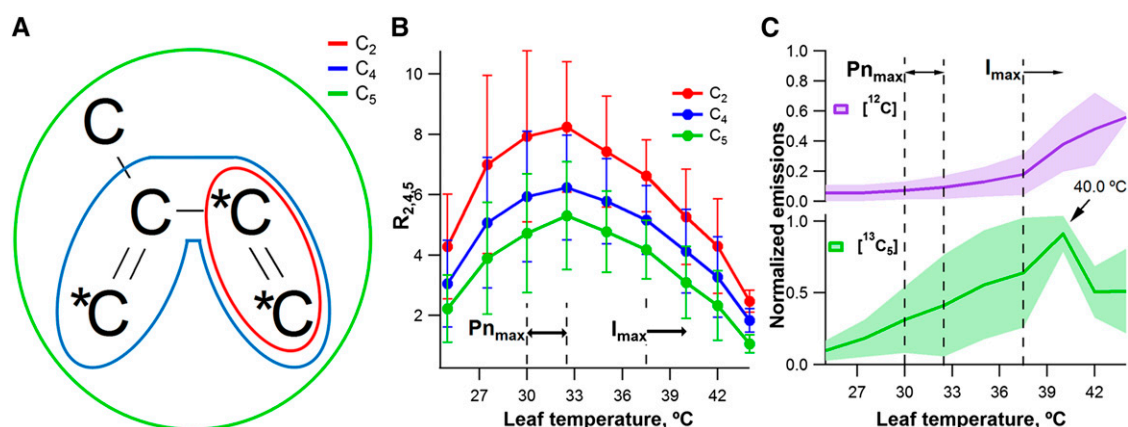 A
C₂
C₄
C₅
C
C
*C
*C
*C
B
R₂,₄,₅
10
8
6
4
2
C₂
C₄
C₅
Pnmax
Imax
27
30
33
36
39
42
Leaf temperature, ºC
C
Normalized emissions
1.0
0.8
0.6
0.4
0.2
0.0
Pnmax
Imax
[¹²C]
40.0 ºC
1.0
0.5
0.0
[¹³C₅]
27
30
33
36
39
42
Leaf temperature, ºC